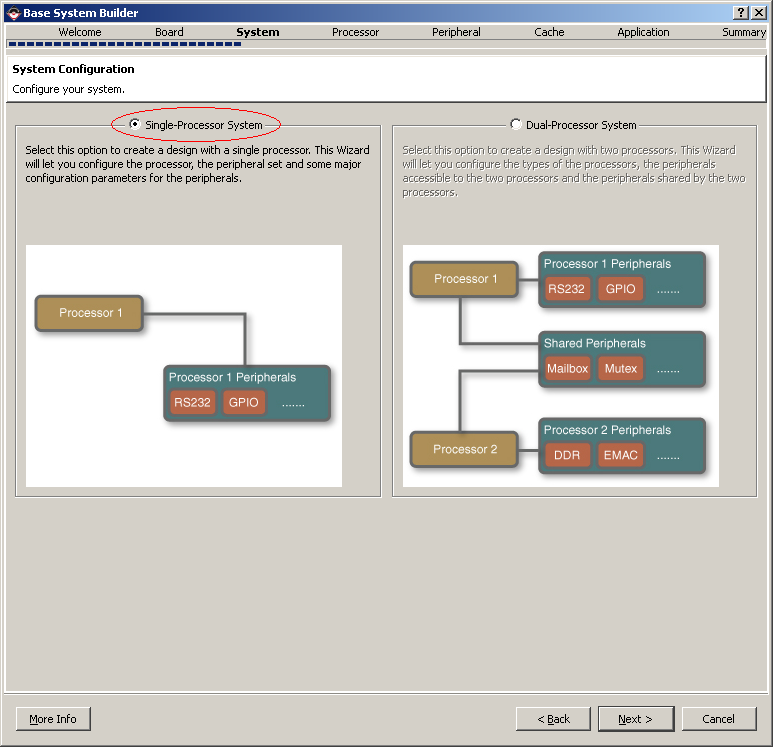 Base System Builder
Welcome Board System Processor Peripheral Cache Application Summary
System Configuration
Configure your system.
Single-Processor System
Select this option to create a design with a single processor. This Wizard
will let you configure the processor, the peripheral set and some major
configuration parameters for the peripherals.
Processor 1
Processor 1 Peripherals
RS232 GPIO .......
Dual-Processor System
Select this option to create a design with two processors. This Wizard
will let you configure the types of the processors, the peripherals
accessible to the two processors and the peripherals shared by the two
processors.
Processor 1
Processor 1 Peripherals
RS232 GPIO .......
Shared Peripherals
Mailbox Mutex .......
Processor 2
Processor 2 Peripherals
DDR EMAC .......
More Info
< Back
Next >
Cancel